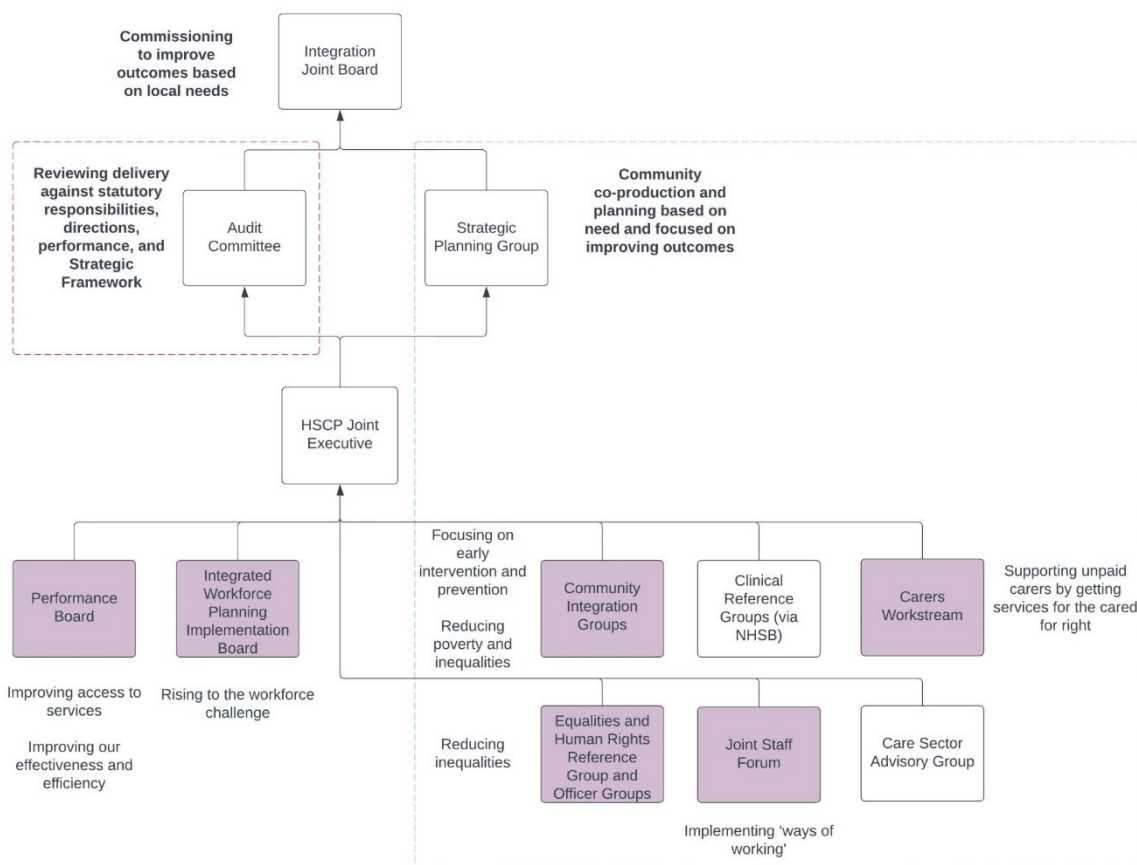 Commissioning
to improve
outcomes based
on local needs
Integration
Joint Board
Reviewing delivery
against statutory
responsibilities,
directions,
performance, and
Strategic
Framework
Audit
Committee
Strategic
Planning Group
Community
co-production and
planning based on
need and focused on
improving outcomes
HSCP Joint
Executive
Performance
Board
Integrated
Workforce
Planning
Implementation
Board
Focusing on
early
intervention and
prevention
Reducing
poverty and
inequalities
Community
Integration
Groups
Clinical
Reference
Groups (via
NHSB)
Carers
Workstream
Supporting unpaid
carers by getting
services for the cared
for right
Improving access to
services
Improving our
effectiveness and
efficiency
Rising to the workforce
challenge
Reducing
inequalities
Equalities and
Human Rights
Reference
Group and
Officer Groups
Joint Staff
Forum
Care Sector
Advisory Group
Implementing ‘ways of
working'